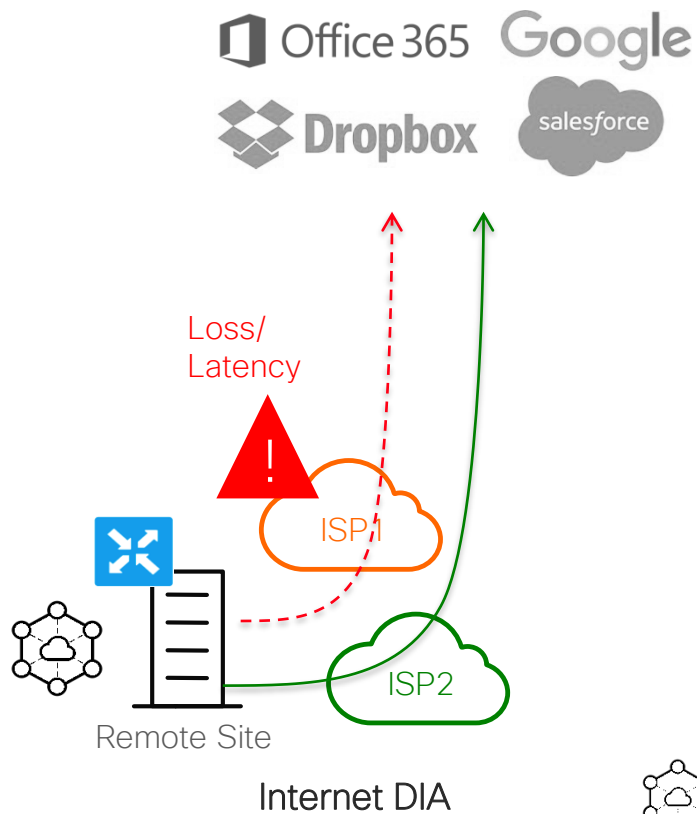 Office 365 Google
Dropbox salesforce
Loss/
Latency
!
ISP1
ISP2
Remote Site
Internet DIA